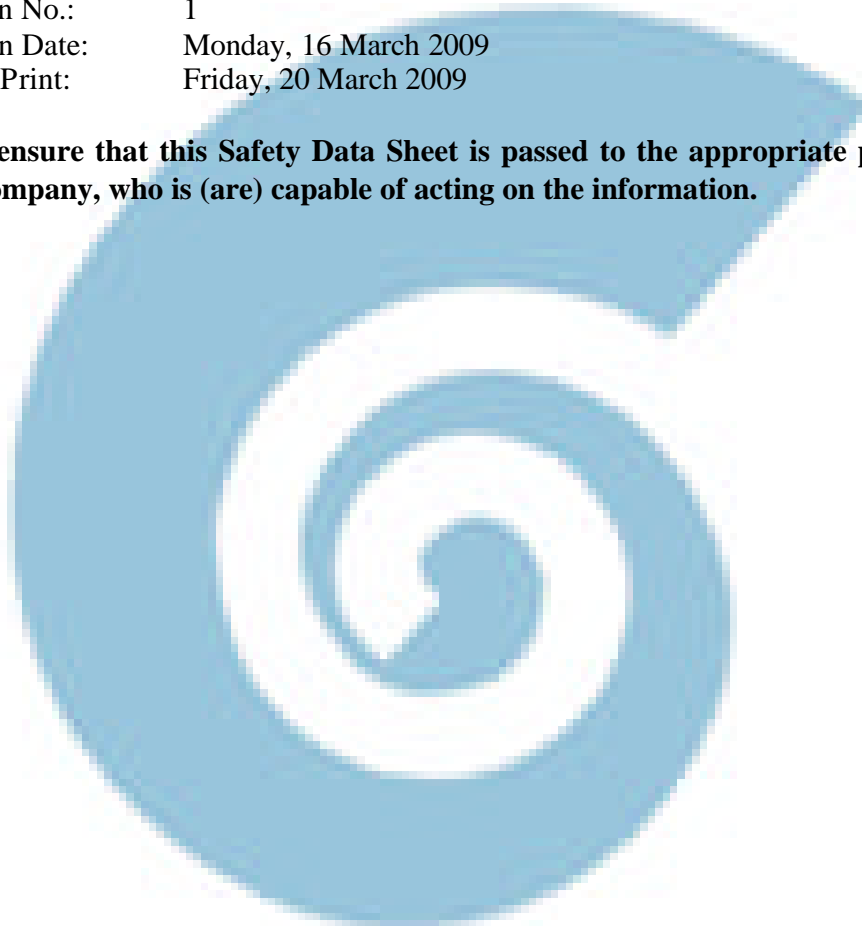 n No.: 1
n Date: Monday, 16 March 2009
Print: Friday, 20 March 2009
ensure that this Safety Data Sheet is passed to the appropriate p
ompany, who is (are) capable of acting on the information.